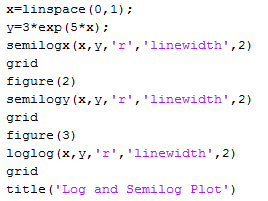 x=linspace(0,1);
y=3*exp(5*x);
semilogx(x,y,'r','linewidth',2)
grid
figure(2)
semilogy(x,y,'r','linewidth',2)
grid
figure(3)
loglog(x,y,'r','linewidth',2)
grid
title('Log and Semilog Plot')